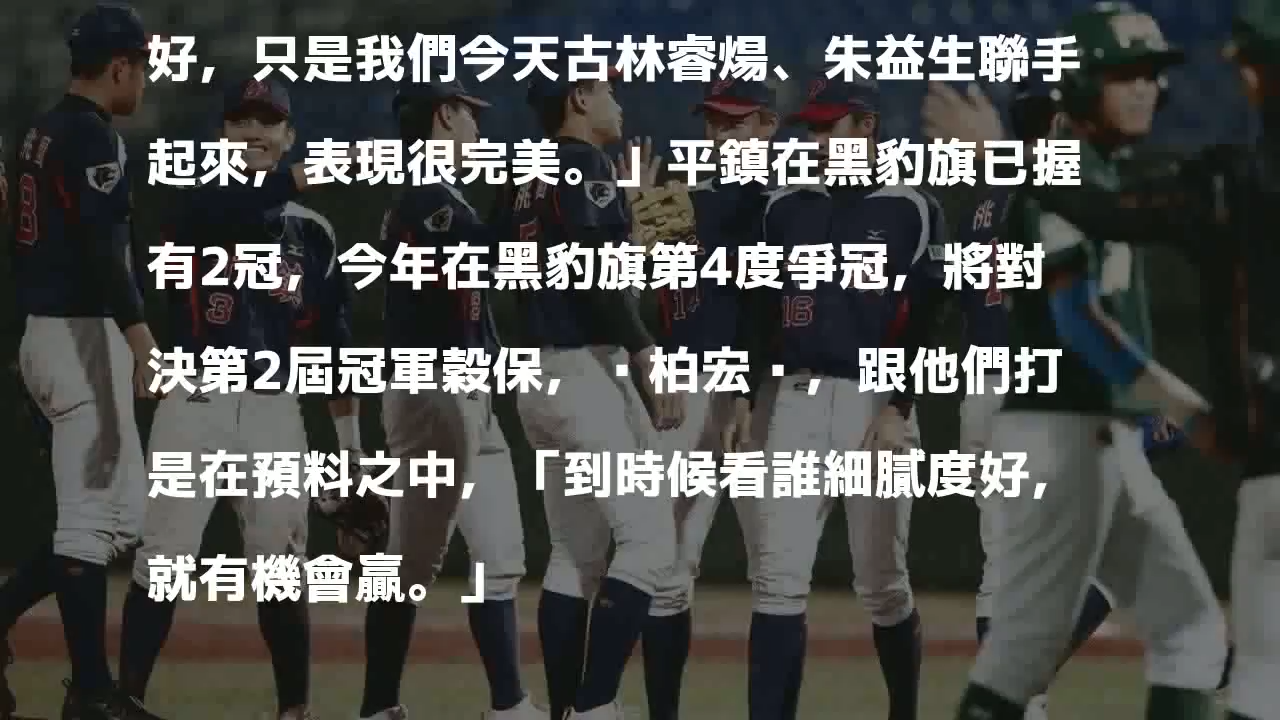 好，只是我們今天古林睿煬、朱益生聯手
起來，表現很完美。」平鎮在黑豹旗已握
有2冠，今年在黑豹旗第4度爭冠，將對
決第2屆冠軍穀保，▪柏宏▪，跟他們打
是在預料之中，「到時候看誰細膩度好，
就有機會贏。」
8
3
14
16